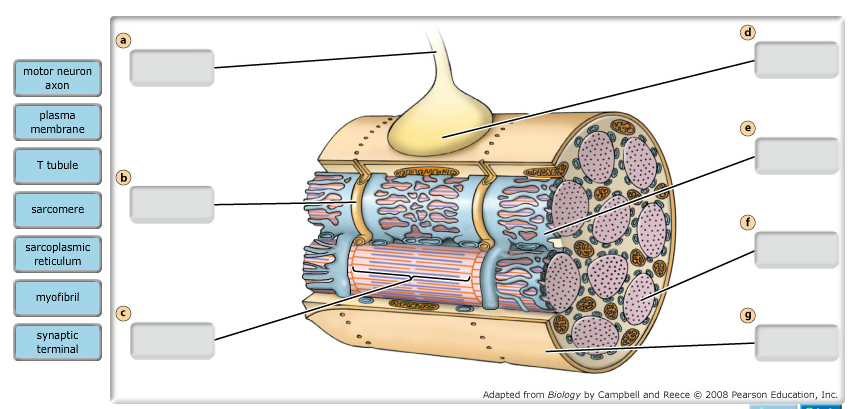 motor neuron
axon
plasma
membrane
T tubule
sarcomere
sarcoplasmic
reticulum
myofibril
synaptic
terminal
a
b
c
d
e
f
g
Adapted from Biology by Campbell and Reece © 2008 Pearson Education, Inc.